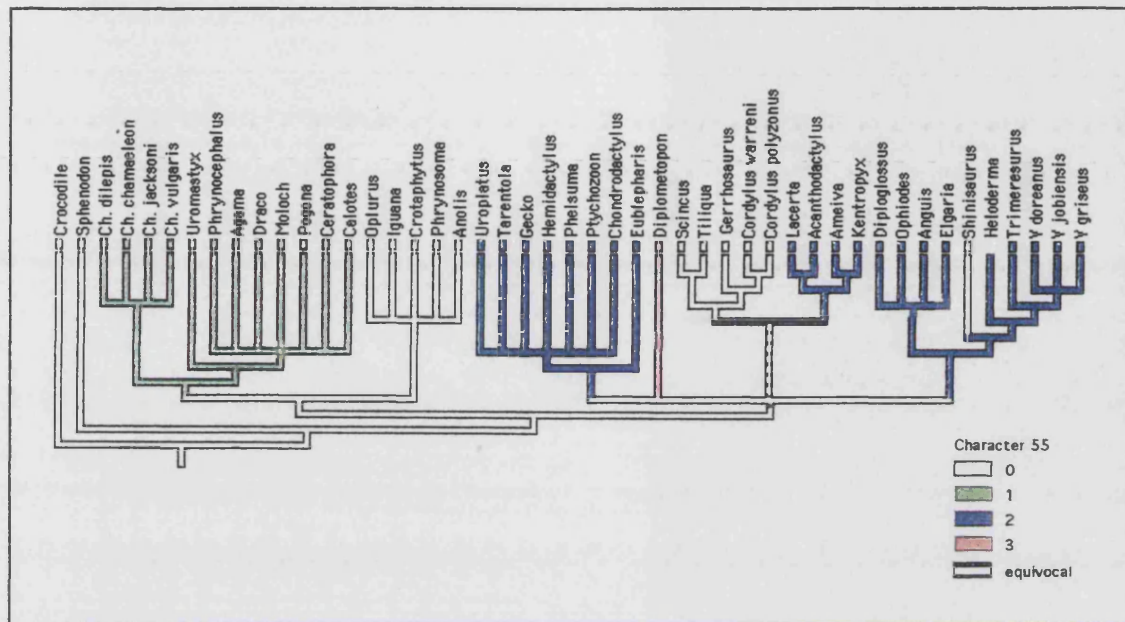 Crocodile
Sphenodon
Ch. dilepis
Ch. chamaeleon
Ch. jacksoni
Ch. vulgaris
Uromastyx
Phrynocephalus
Agama
Draco
Moloch
Pogona
Ceratophora
Calotes
Oplurus
Iguana
Crotaphytus
Phrynosoma
Anolis
Uroplatus
Tarentola
Gecko
Hemidactylus
Phelsuma
Ptychozoon
Chondrodactylus
Eublepharis
Diplometopon
Scincus
Tiliqua
Gerrhosaurus
Cordylus warreni
Cordylus polyzonus
Lacerta
Acanthodactylus
Ameiva
Kentropyx
Diploglossus
Ophiodes
Anguis
Elgaria
Shinisaurus
Heloderma
Trimeresurus
V doreanus
V jobiensis
V griseus
Character 55
0
1
2
3
equivocal